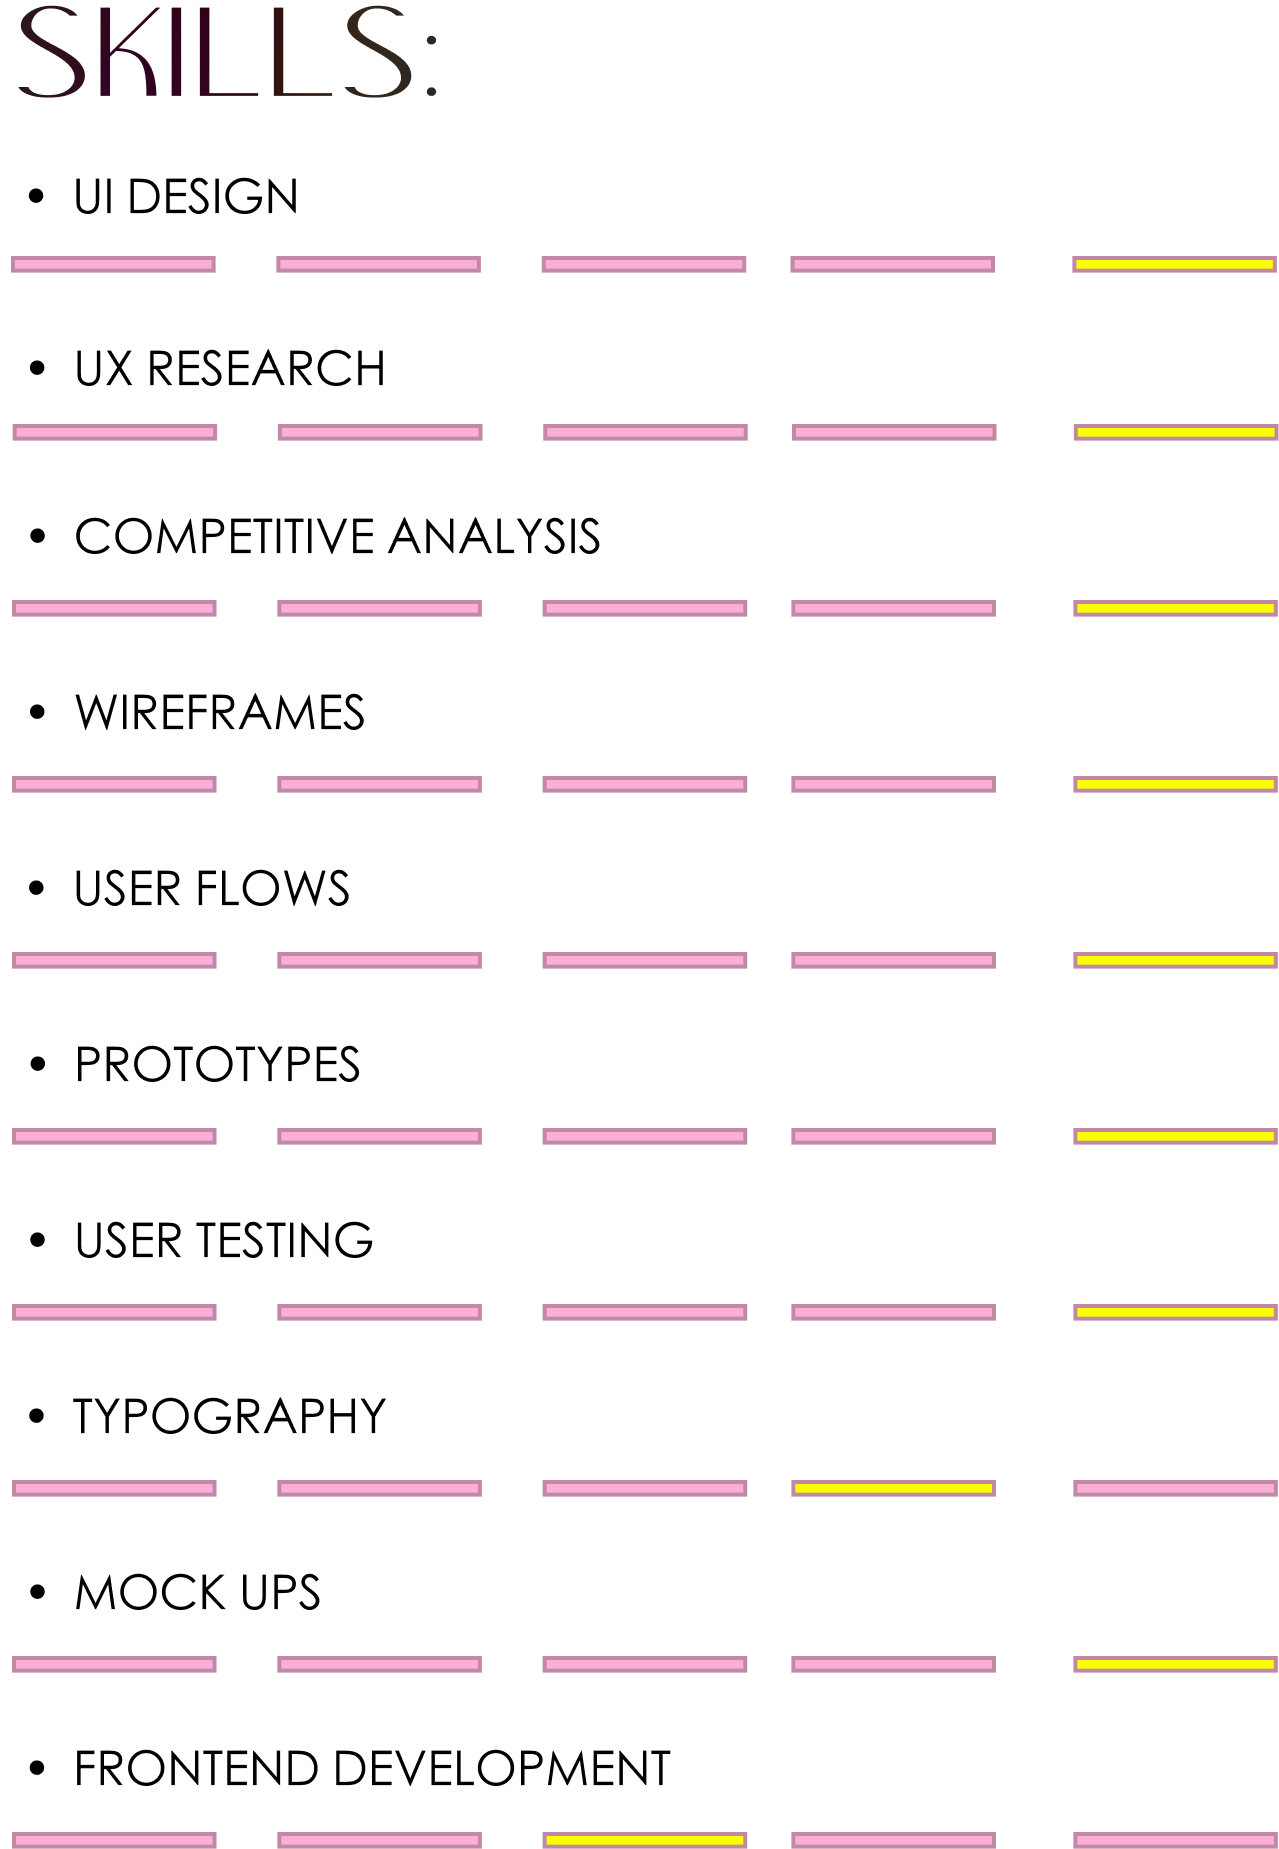 SKILLS:
• UI DESIGN
• UX RESEARCH
• COMPETITIVE ANALYSIS
• WIREFRAMES
• USER FLOWS
• PROTOTYPES
• USER TESTING
• TYPOGRAPHY
• MOCK UPS
• FRONTEND DEVELOPMENT